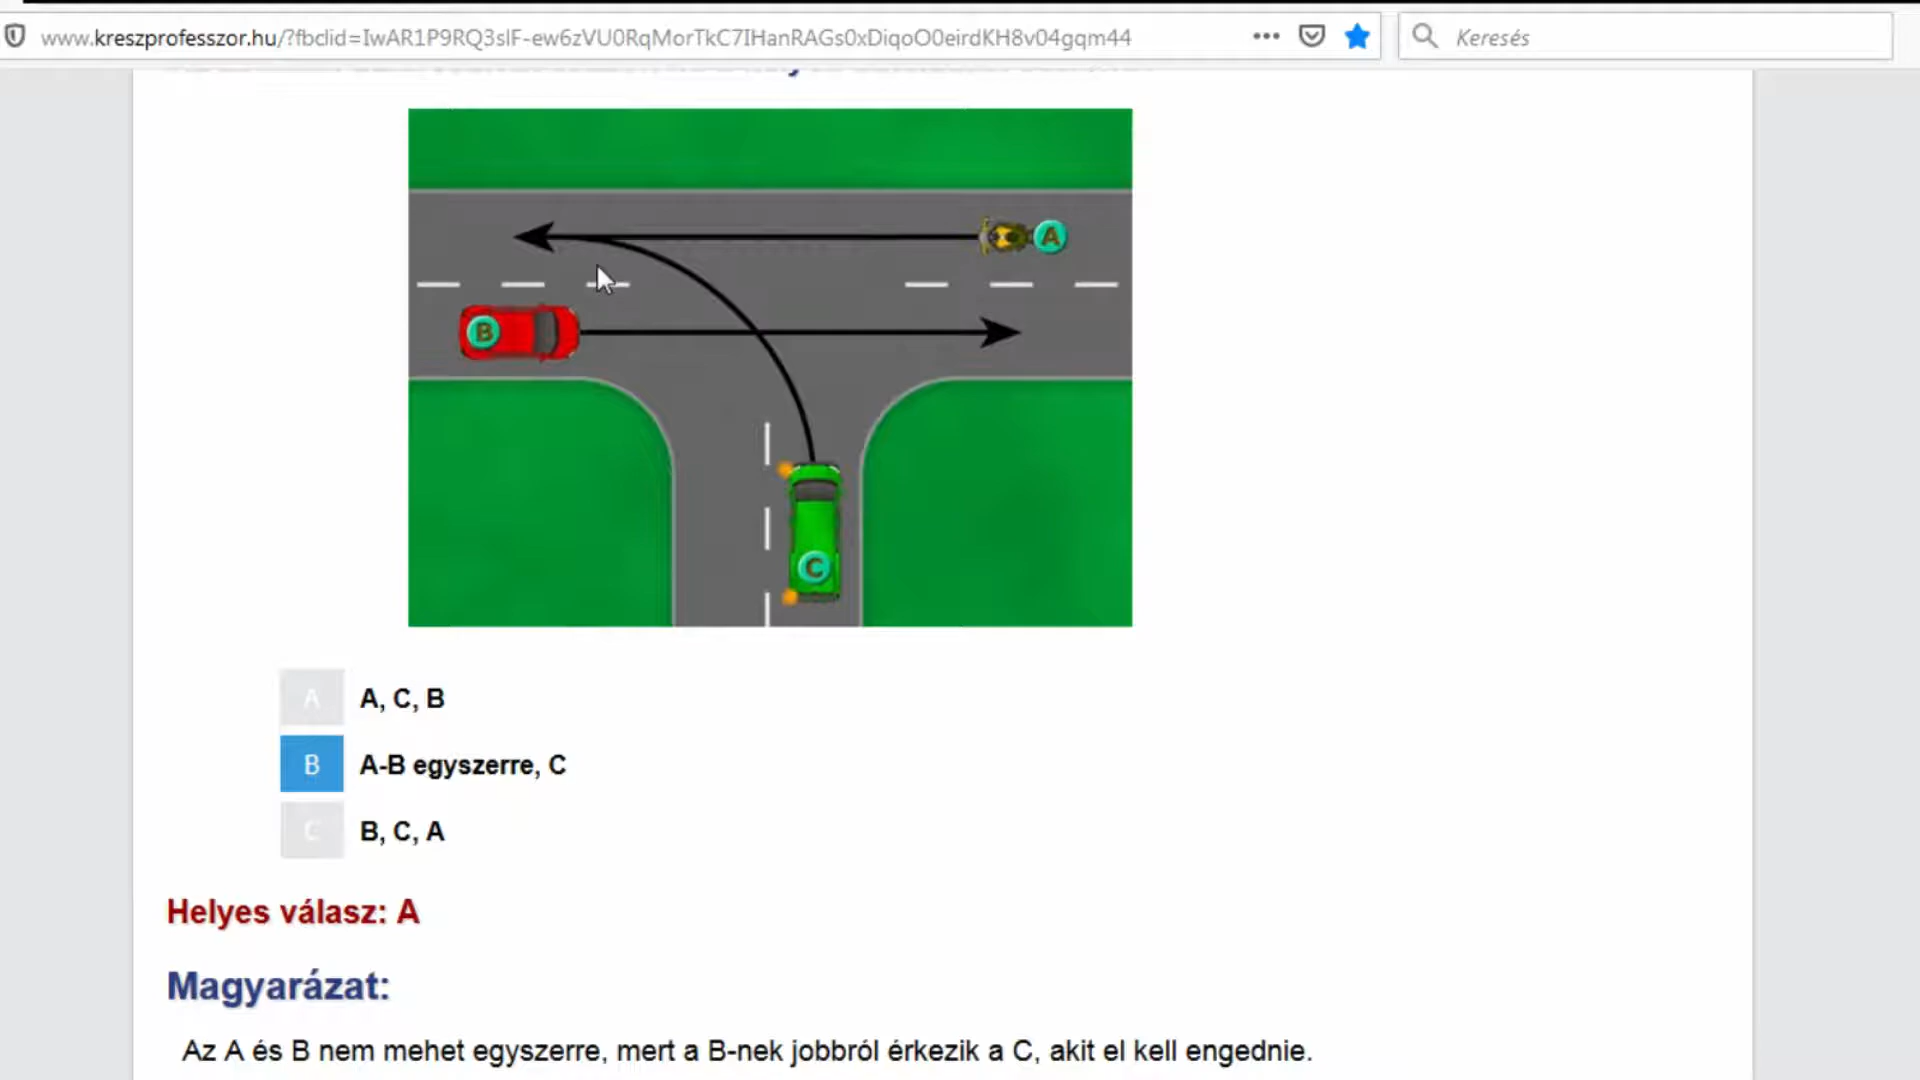 www.kreszprofesszor.hu/?fbclid=IwAR1P9RQ3slF-ew6zVU0RqMorTkC7IHanRAGs0xDiqoO0eirdKH8v04gqm44
Keresés
A
B
C
A A, C, B
B A-B egyszerre, C
C B, C, A
Helyes válasz: A
Magyarázat:
Az A és B nem mehet egyszerre, mert a B-nek jobbról érkezik a C, akit el kell engednie.